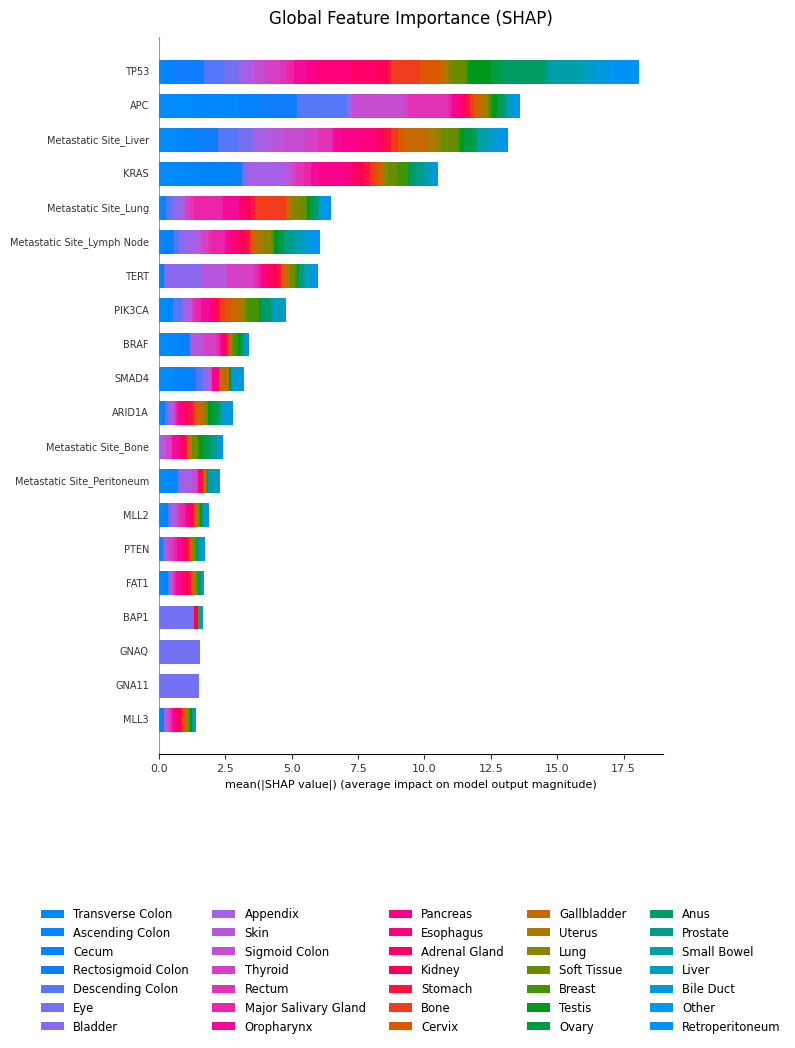 Global Feature Importance (SHAP)
TP53
APC
Metastatic Site_Liver
KRAS
Metastatic Site_Lung
Metastatic Site_Lymph Node
TERT
PIK3CA
BRAF
SMAD4
ARID1A
Metastatic Site_Bone
Metastatic Site_Peritoneum
MLL2
PTEN
FAT1
BAP1
GNAQ
GNA11
MLL3
0.0 2.5 5.0 7.5 10.0 12.5 15.0 17.5
mean(|SHAP value|) (average impact on model output magnitude)
Transverse Colon Appendix Pancreas Gallbladder Anus
Ascending Colon Skin Esophagus Uterus Prostate
Cecum Sigmoid Colon Adrenal Gland Lung Small Bowel
Rectosigmoid Colon Thyroid Kidney Soft Tissue Liver
Descending Colon Rectum Stomach Breast Bile Duct
Eye Major Salivary Gland Bone Testis Other
Bladder Oropharynx Cervix Ovary Retroperitoneum